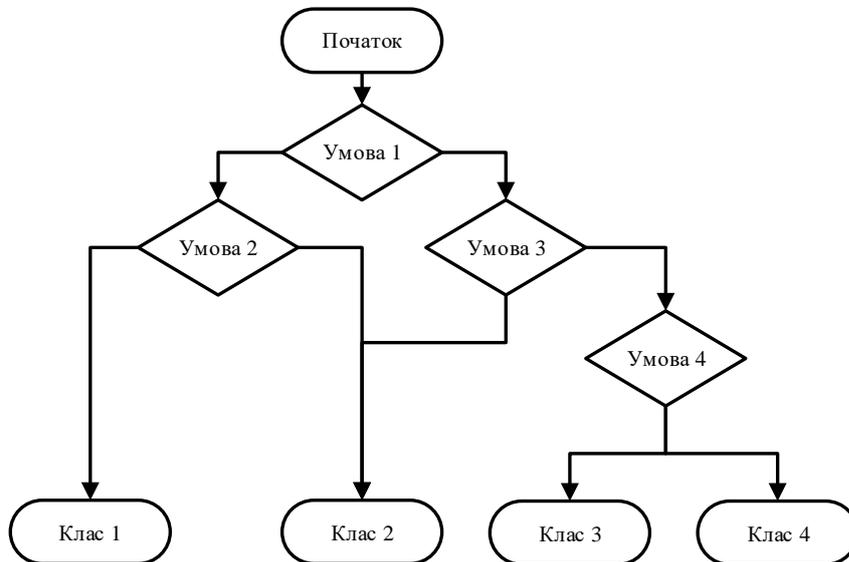 Початок
Умова 1
Умова 2
Умова 3
Умова 4
Клас 1
Клас 2
Клас 3
Клас 4